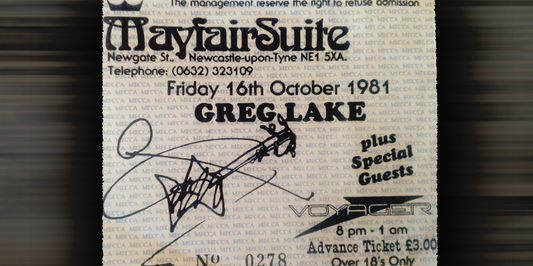 The management reserve the right to refuse admission
Mayfair Suite
Newgate St., Newcastle-upon-Tyne NE1 5XA.
Telephone: (0632) 323109
Friday 16th October 1981
GREG LAKE
plus
Special
Guests
VOYAGER
8 pm - 1 am
Advance Ticket £3.00
Nº 0278
Over 18's Only